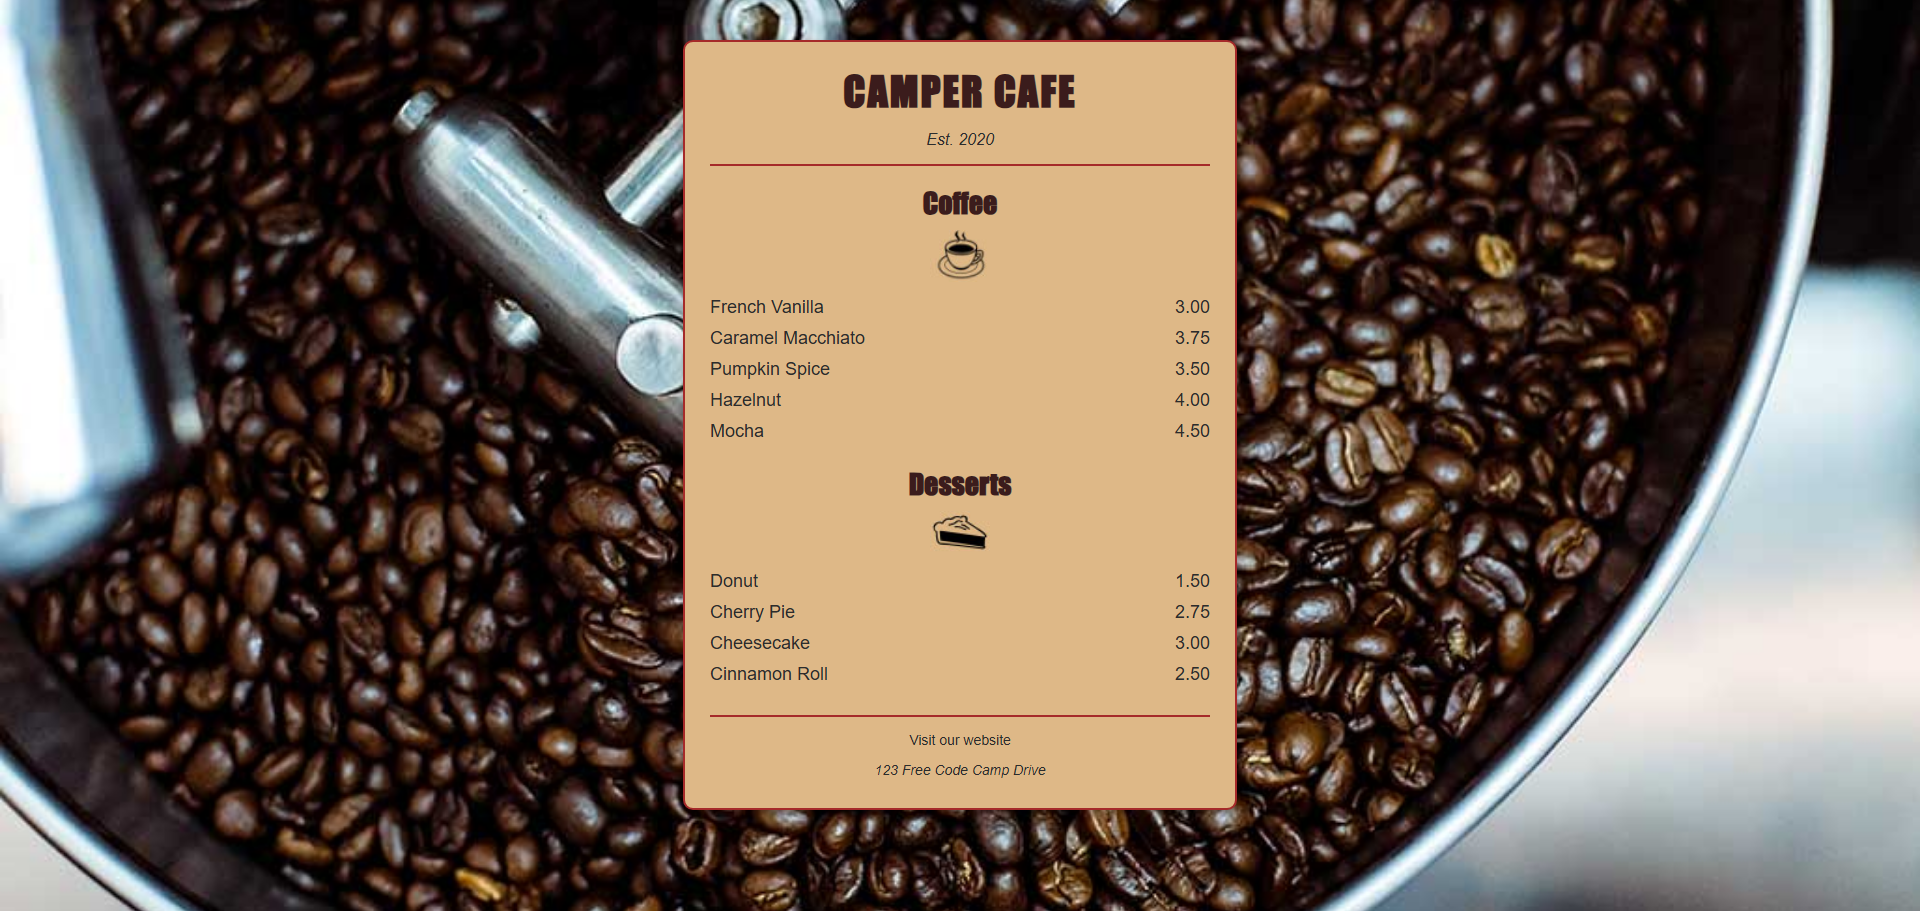 CAMPER CAFE
Est. 2020
Coffee
French Vanilla 3.00
Caramel Macchiato 3.75
Pumpkin Spice 3.50
Hazelnut 4.00
Mocha 4.50
Desserts
Donut 1.50
Cherry Pie 2.75
Cheesecake 3.00
Cinnamon Roll 2.50
Visit our website
123 Free Code Camp Drive